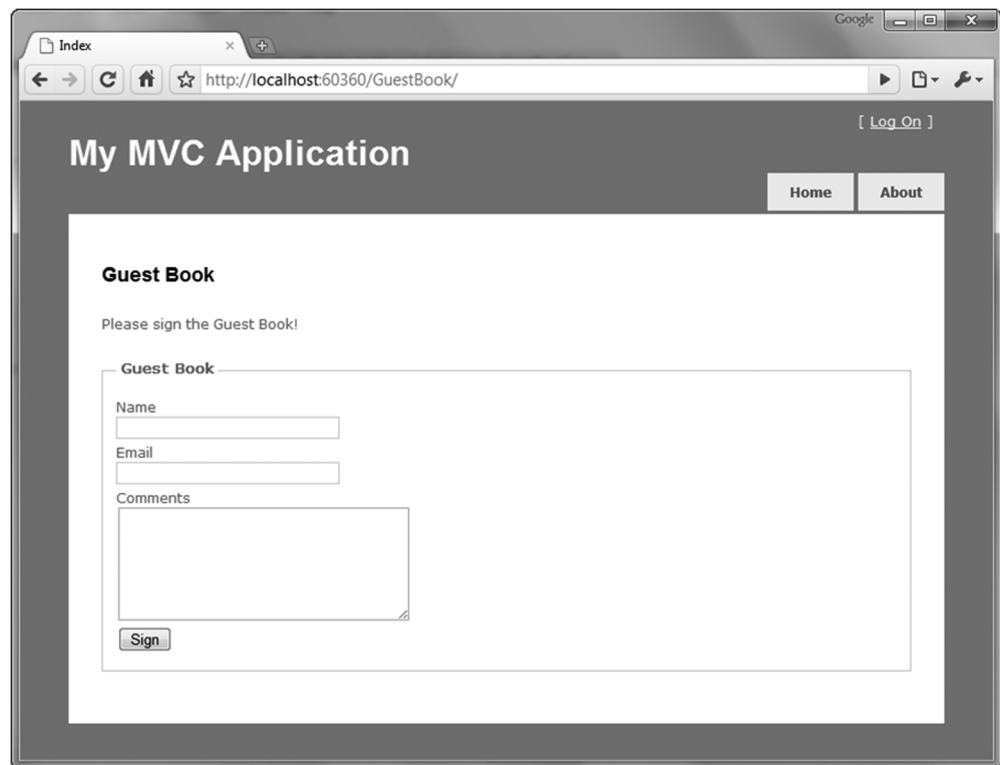 Google
Index
http://localhost:60360/GuestBook/
[ Log On ]
My MVC Application
Home
About
Guest Book
Please sign the Guest Book!
Guest Book
Name
Email
Comments
Sign